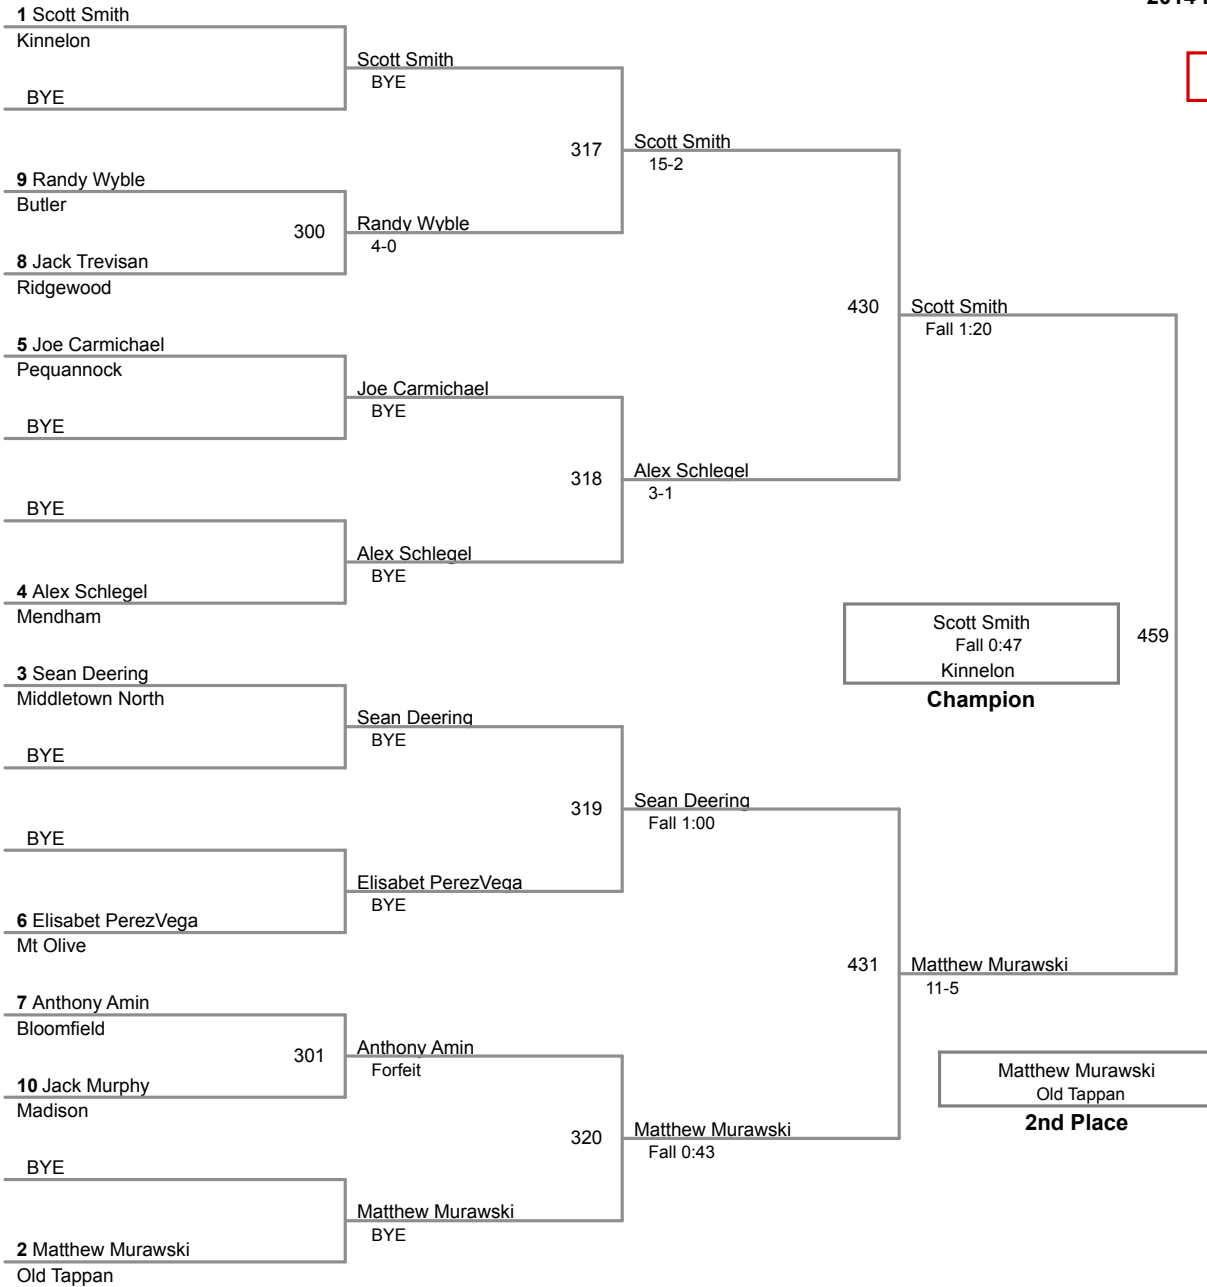 1 Scott Smith
Kinnelon
BYE
Scott Smith
BYE
317
Scott Smith
15-2
9 Randy Wyble
Butler
300
Randy Wyble
4-0
8 Jack Trevisan
Ridgewood
430
Scott Smith
Fall 1:20
5 Joe Carmichael
Pequannock
Joe Carmichael
BYE
BYE
318
Alex Schlegel
3-1
BYE
Alex Schlegel
BYE
4 Alex Schlegel
Mendham
Scott Smith
Fall 0:47
Kinnelon
Champion
459
3 Sean Deering
Middletown North
Sean Deering
BYE
BYE
319
Sean Deering
Fall 1:00
BYE
Elisabet PerezVega
BYE
6 Elisabet PerezVega
Mt Olive
431
Matthew Murawski
11-5
7 Anthony Amin
Bloomfield
301
Anthony Amin
Forfeit
10 Jack Murphy
Madison
Matthew Murawski
Old Tappan
2nd Place
320
Matthew Murawski
Fall 0:43
BYE
Matthew Murawski
BYE
2 Matthew Murawski
Old Tappan